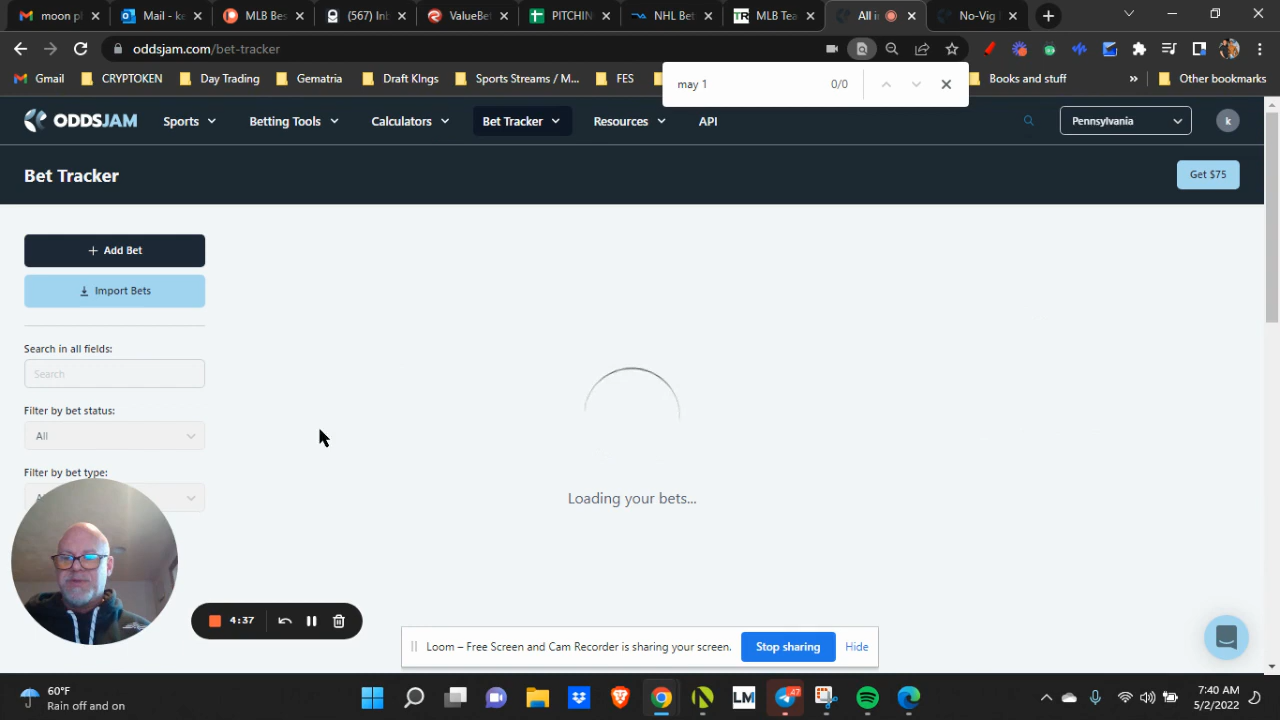 moon pl
Mail - ke
MLB Bes
(567) Inb
ValueBet
PITCHIN
NHL Bet
MLB Tea
All in
No-Vig F
oddsjam.com/bet-tracker
Gmail
CRYPTOKEN
Day Trading
Gematria
Draft KIngs
Sports Streams / M...
FES
Books and stuff
Other bookmarks
may 1
0/0
ODDSJAM
Sports
Betting Tools
Calculators
Bet Tracker
Resources
API
Pennsylvania
k
Bet Tracker
Get $75
+ Add Bet
Import Bets
Search in all fields:
Search
Filter by bet status:
All
Filter by bet type:
Loading your bets...
4:37
Loom – Free Screen and Cam Recorder is sharing your screen.
Stop sharing
Hide
60°F
Rain off and on
LM
47
7:40 AM
5/2/2022